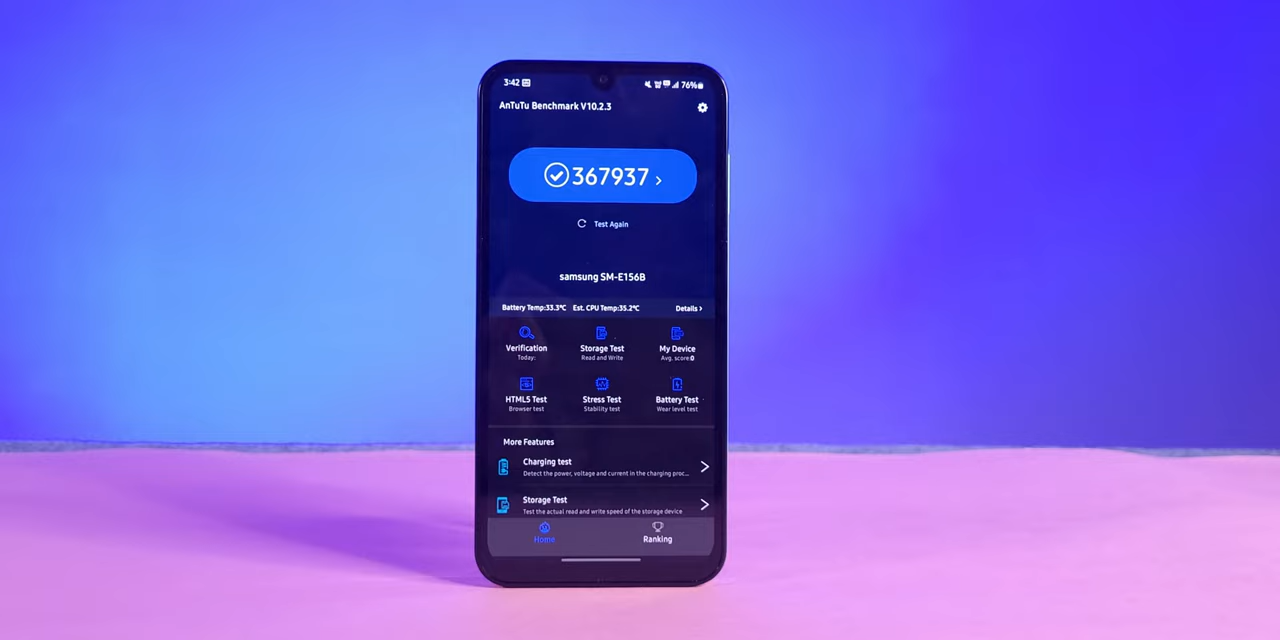 3:42 76%
AnTuTu Benchmark V10.2.3
367937
Test Again
samsung SM-E156B
Battery Temp:33.3℃ Est. CPU Temp:35.2℃ Details
Verification Storage Test My Device
Today: Read and Write Avg. score:0
HTML5 Test Stress Test Battery Test
Browser test Stability test Wear level test
More Features
Charging test
Detect the power, voltage and current in the charging proc...
Storage Test
Test the actual read and write speed of the storage device
Home Ranking